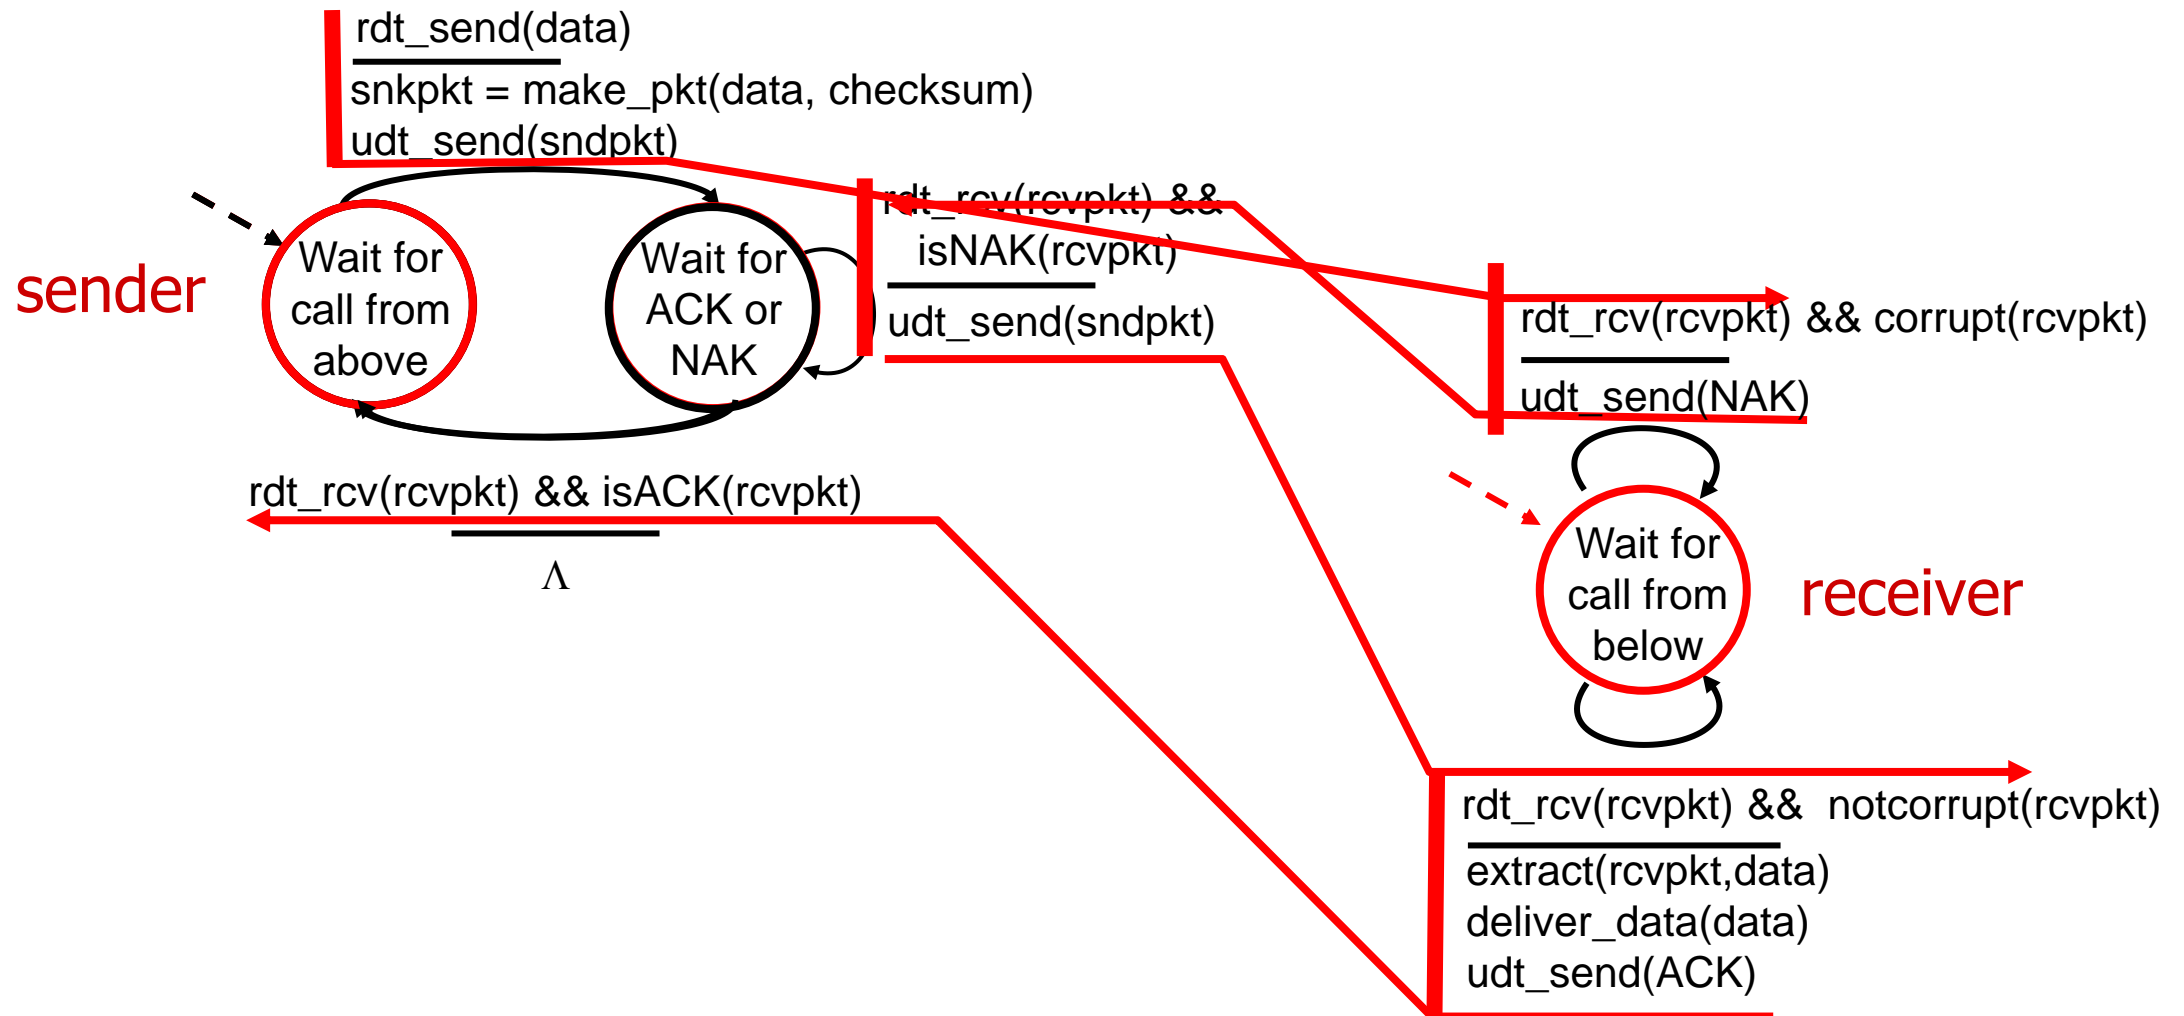 rdt_send(data)
snkpkt = make_pkt(data, checksum)
udt_send(sndpkt)
rdt_rcv(rcvpkt) &&
isNAK(rcvpkt)
udt_send(sndpkt)
Wait for
call from
above
Wait for
ACK or
NAK
sender
rdt_rcv(rcvpkt) && corrupt(rcvpkt)
udt_send(NAK)
rdt_rcv(rcvpkt) && isACK(rcvpkt)
Λ
Wait for
call from
below
receiver
rdt_rcv(rcvpkt) && notcorrupt(rcvpkt)
extract(rcvpkt,data)
deliver_data(data)
udt_send(ACK)